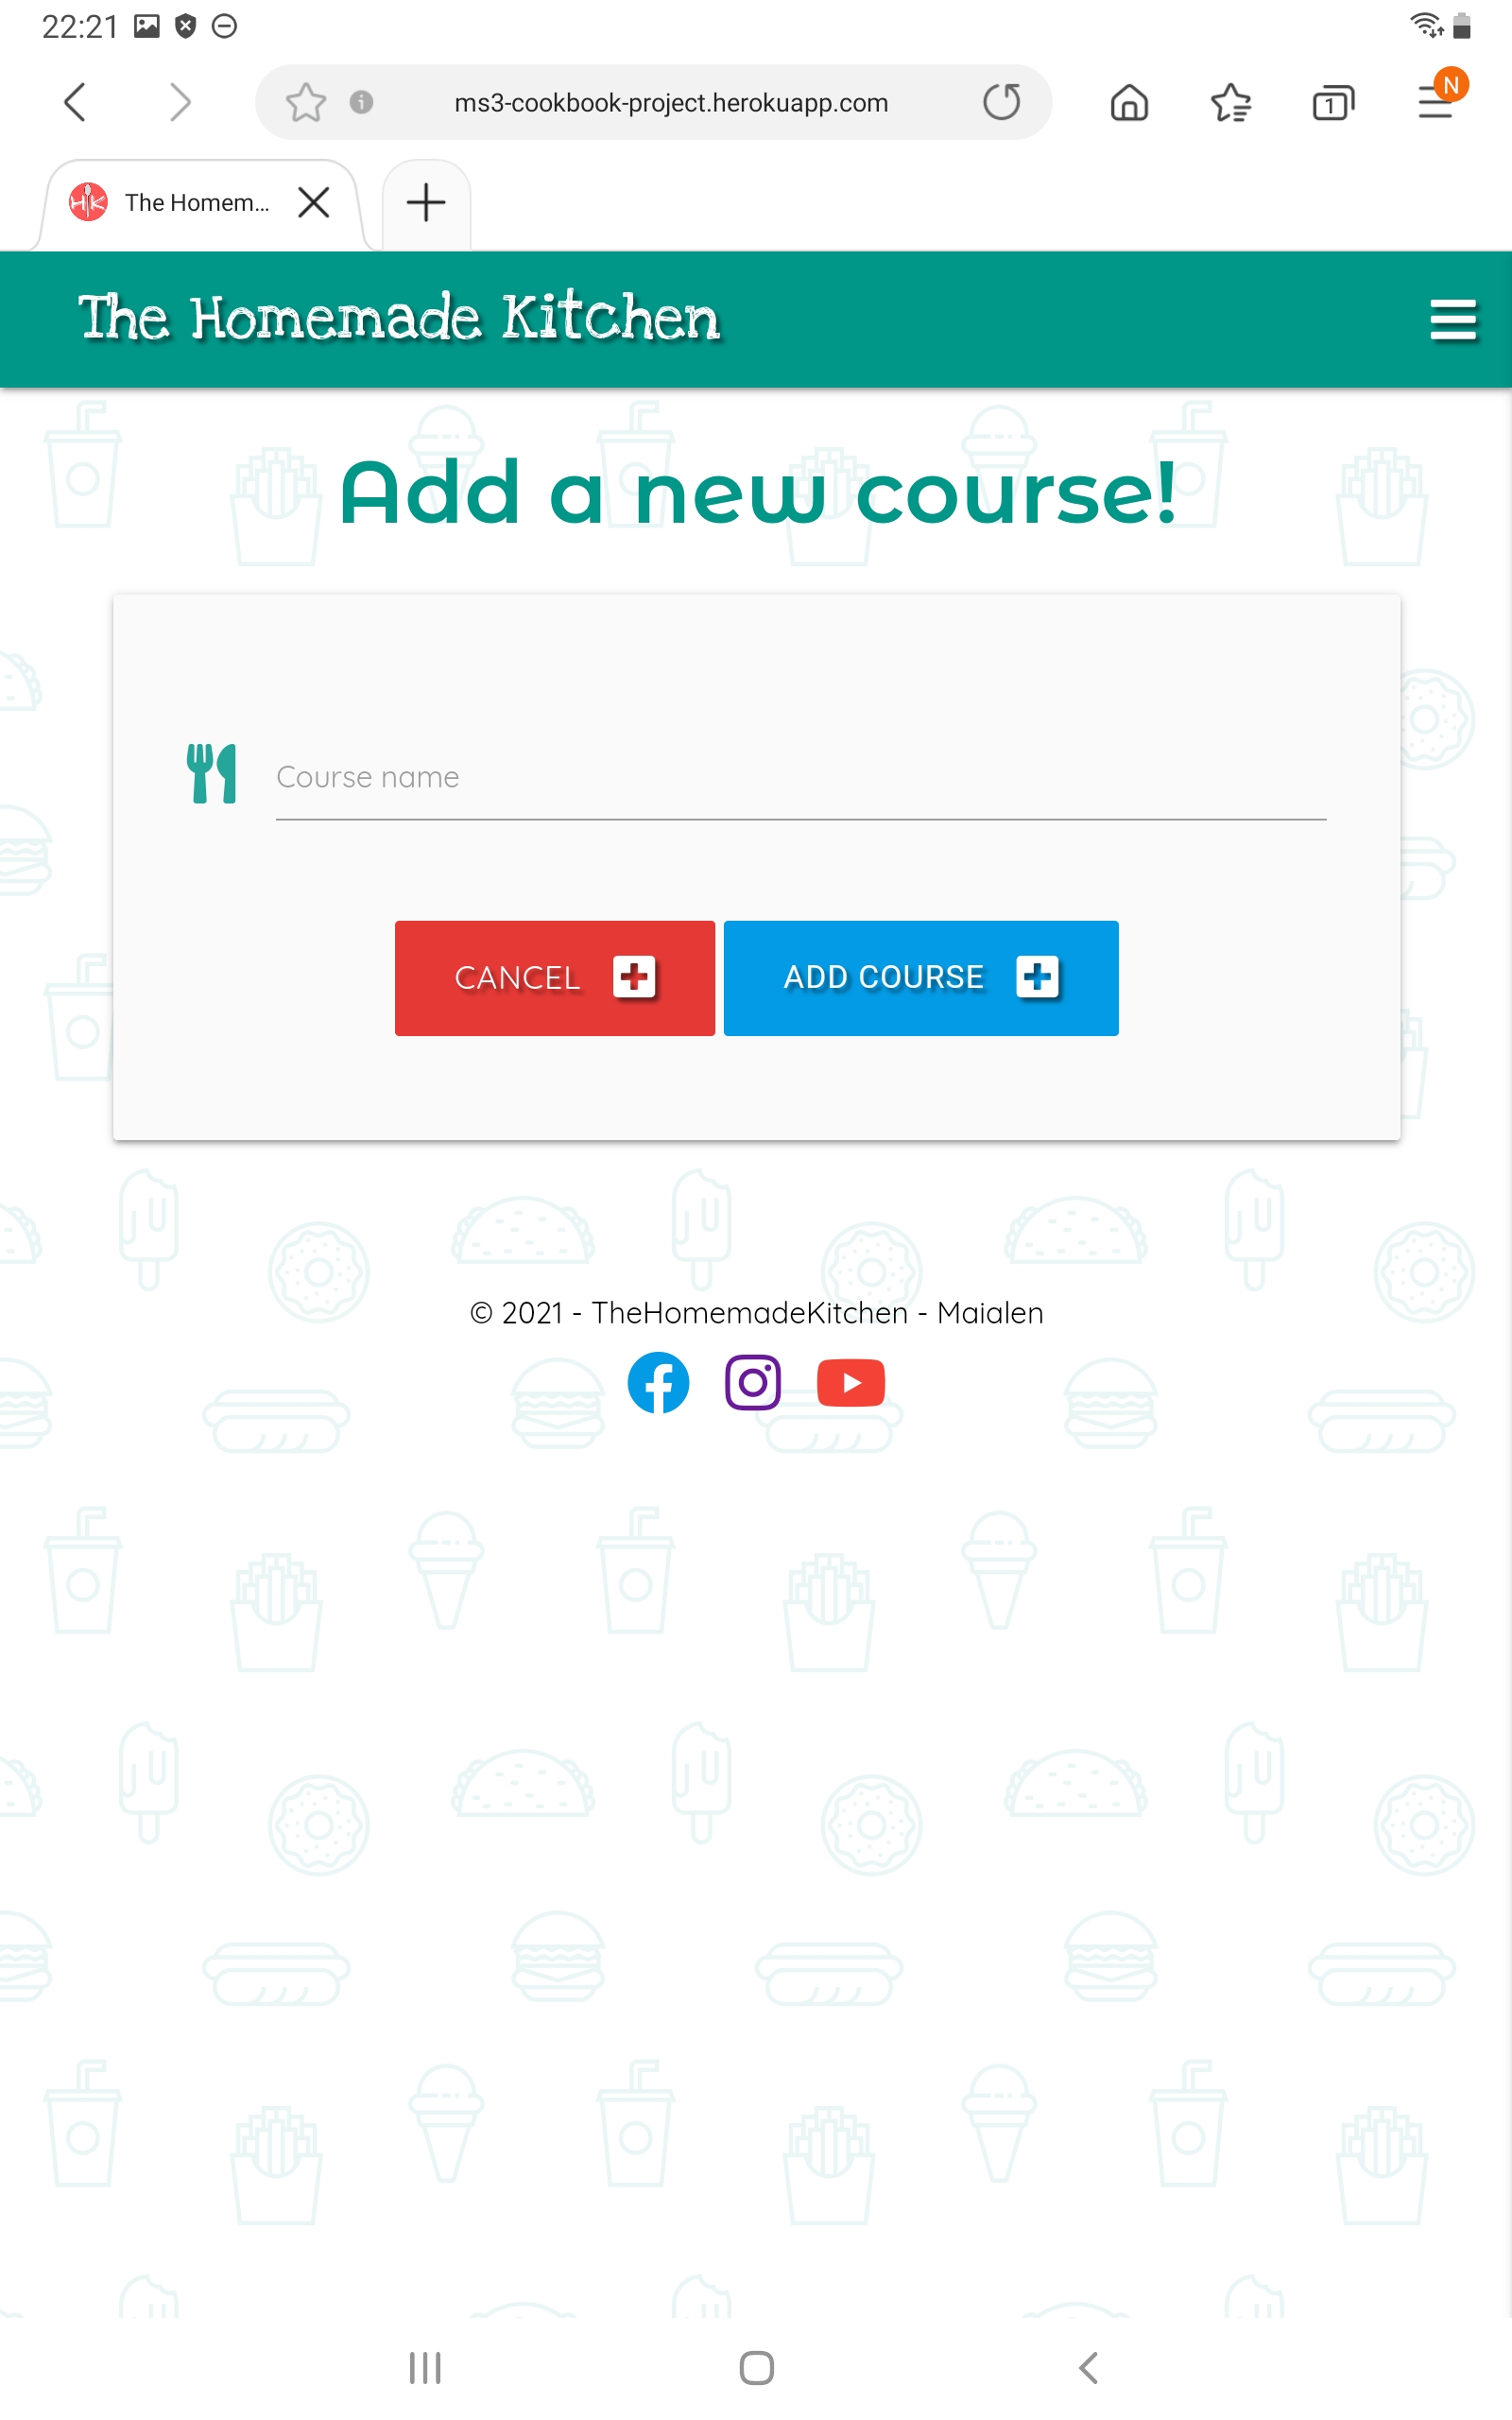 22:21
ms3-cookbook-project.herokuapp.com
1
N
HK The Homem...
The Homemade Kitchen
Add a new course!
Course name
CANCEL
ADD COURSE
© 2021 - TheHomemadeKitchen - Maialen